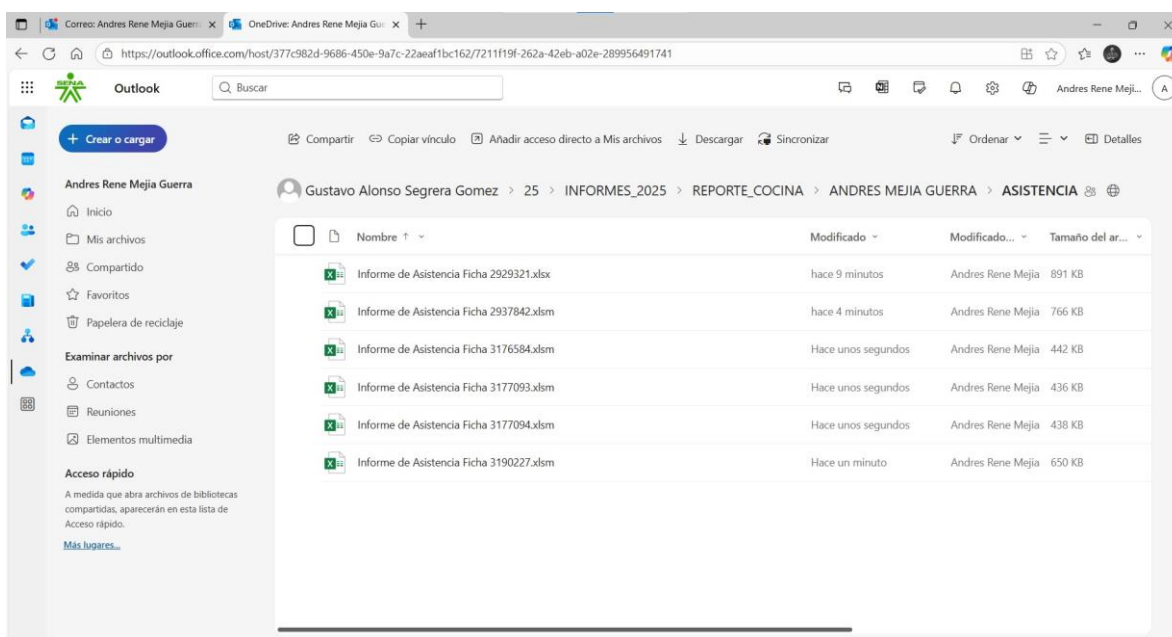 Correo: Andres Rene Mejia Guerr
OneDrive: Andres Rene Mejia Gue
https://outlook.office.com/host/377c982d-9686-450e-9a7c-22aeaf1bc162/7211f19f-262a-42eb-a02e-289956491741
SENA
Outlook
Buscar
Andres Rene Meji...
A
+ Crear o cargar
Compartir
Copiar vínculo
Añadir acceso directo a Mis archivos
Descargar
Sincronizar
Ordenar
Detalles
Andres Rene Mejia Guerra
Inicio
Mis archivos
Compartido
Favoritos
Papelera de reciclaje
Examinar archivos por
Contactos
Reuniones
Elementos multimedia
Acceso rápido
A medida que abra archivos de bibliotecas
compartidas, aparecerán en esta lista de
Acceso rápido.
Más lugares...
Gustavo Alonso Segrera Gomez > 25 > INFORMES_2025 > REPORTE_COCINA > ANDRES MEJIA GUERRA > ASISTENCIA
Nombre ↑ Modificado Modificado... Tamaño del ar...
Informe de Asistencia Ficha 2929321.xlsx hace 9 minutos Andres Rene Mejia 891 KB
Informe de Asistencia Ficha 2937842.xlsm hace 4 minutos Andres Rene Mejia 766 KB
Informe de Asistencia Ficha 3176584.xlsm Hace unos segundos Andres Rene Mejia 442 KB
Informe de Asistencia Ficha 3177093.xlsm Hace unos segundos Andres Rene Mejia 436 KB
Informe de Asistencia Ficha 3177094.xlsm Hace unos segundos Andres Rene Mejia 438 KB
Informe de Asistencia Ficha 3190227.xlsm Hace un minuto Andres Rene Mejia 650 KB